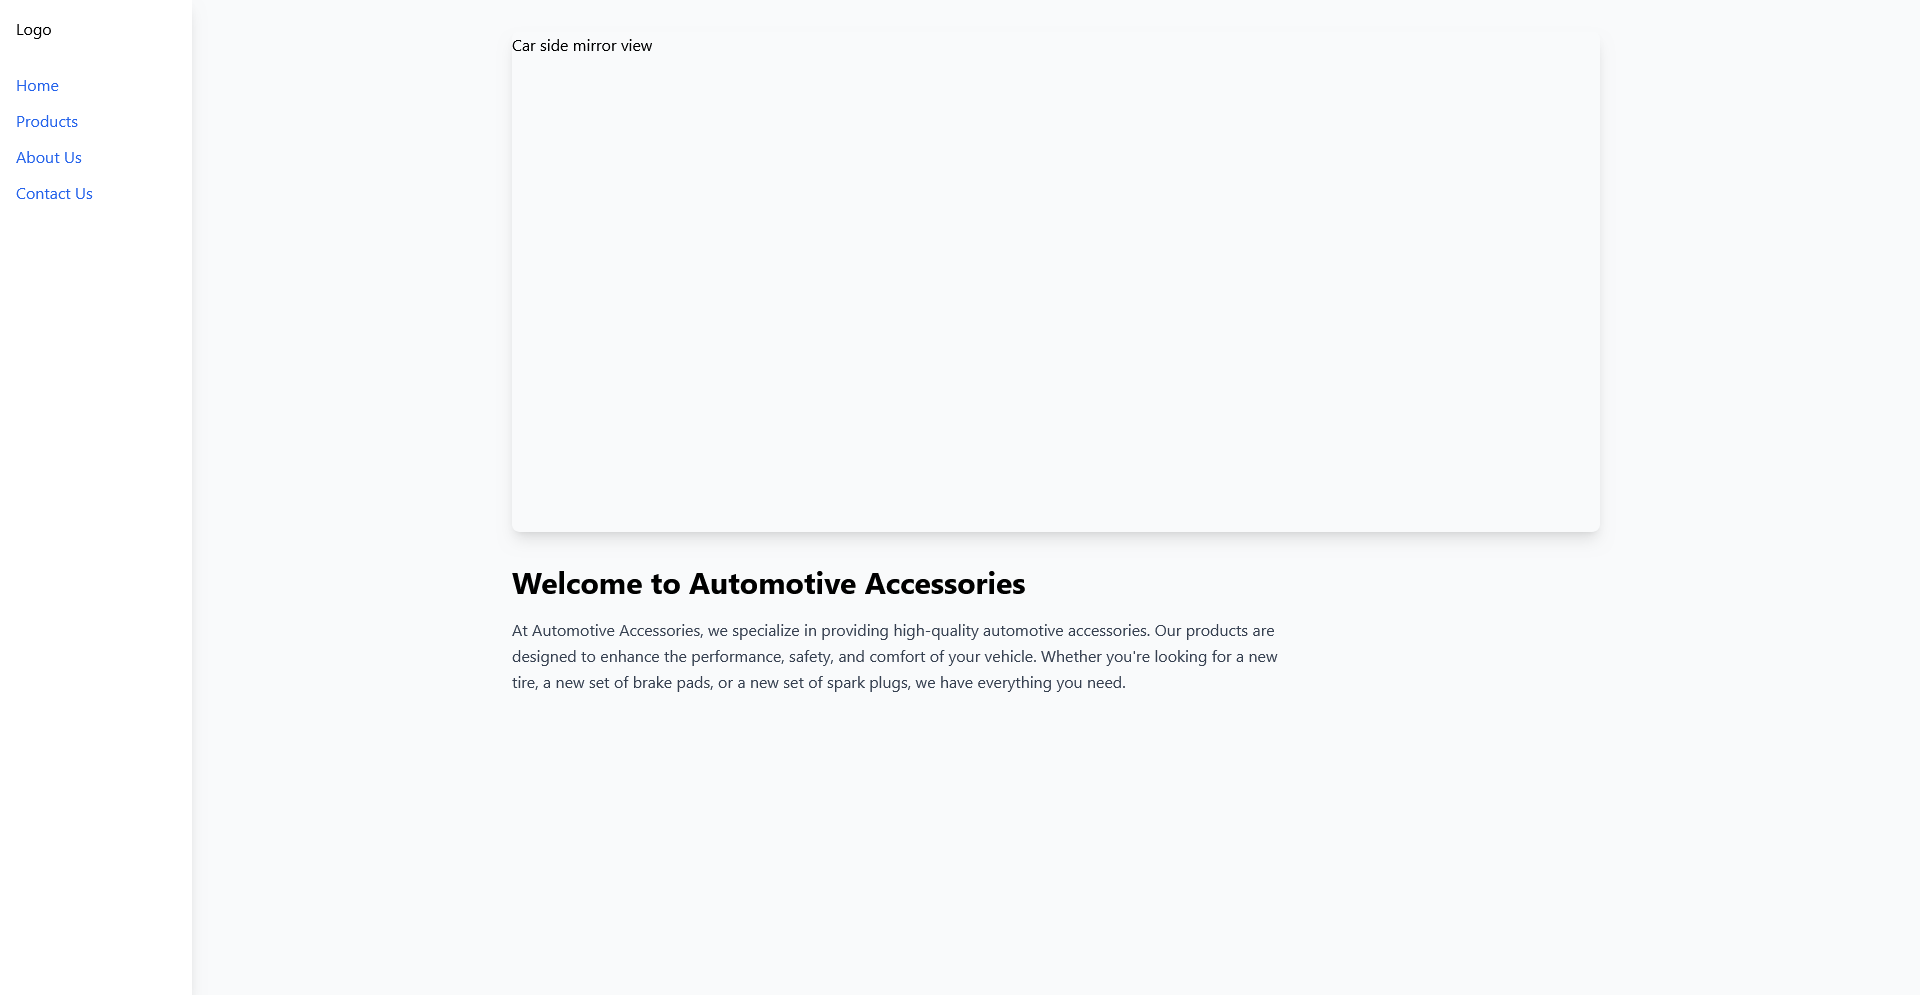 Logo
Home
Products
About Us
Contact Us
Car side mirror view
Welcome to Automotive Accessories
At Automotive Accessories, we specialize in providing high-quality automotive accessories. Our products are
designed to enhance the performance, safety, and comfort of your vehicle. Whether you're looking for a new
tire, a new set of brake pads, or a new set of spark plugs, we have everything you need.